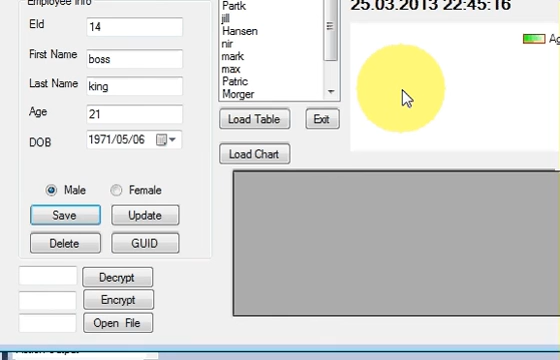 Employee Info
EId 14
First Name boss
Last Name king
Age 21
DOB 1971/05/06
Male Female
Save Update
Delete GUID
Decrypt
Encrypt
Open File
jill
Hansen
nir
mark
max
Patric
Morger
Load Table Exit
Load Chart
25.03.2013 22:45:16